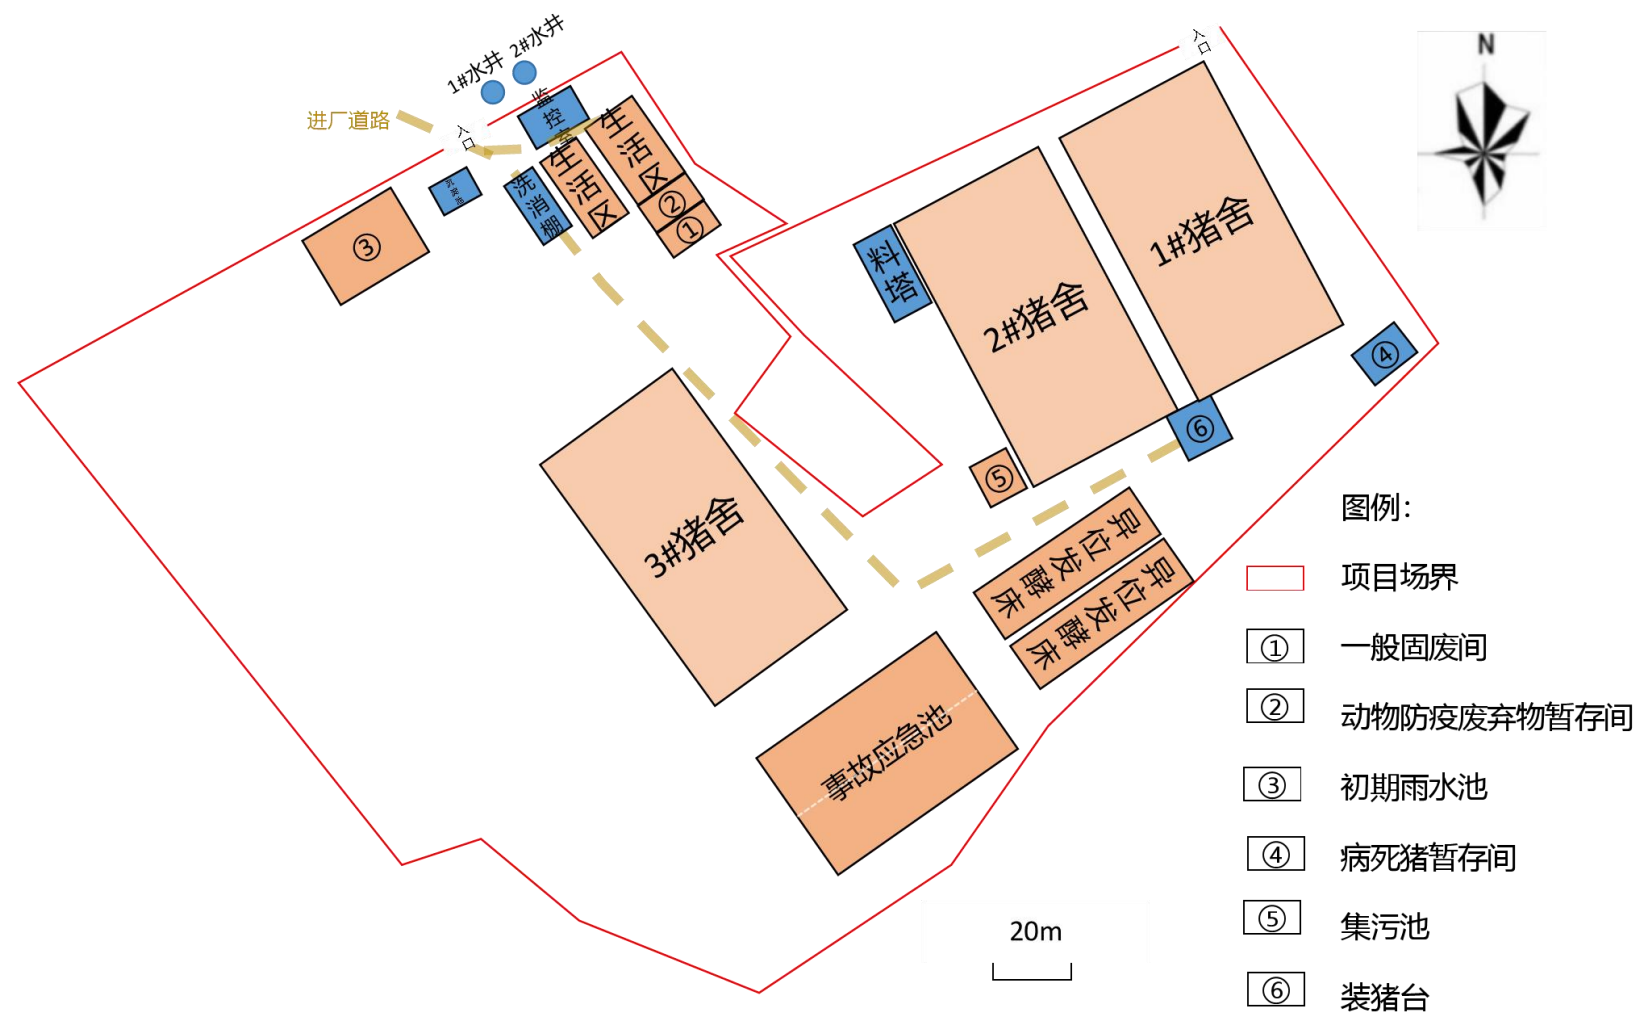 2#水井
1#水井
进厂道路
入口
监控室
生活区
生活区
洗消棚
②
①
③
入口
N
1#猪舍
2#猪舍
料塔
④
⑥
⑤
3#猪舍
异位发酵床
异位发酵床
事故应急池
20m
图例：
项目场界
① 一般固废间
② 动物防疫废弃物暂存间
③ 初期雨水池
④ 病死猪暂存间
⑤ 集污池
⑥ 装猪台